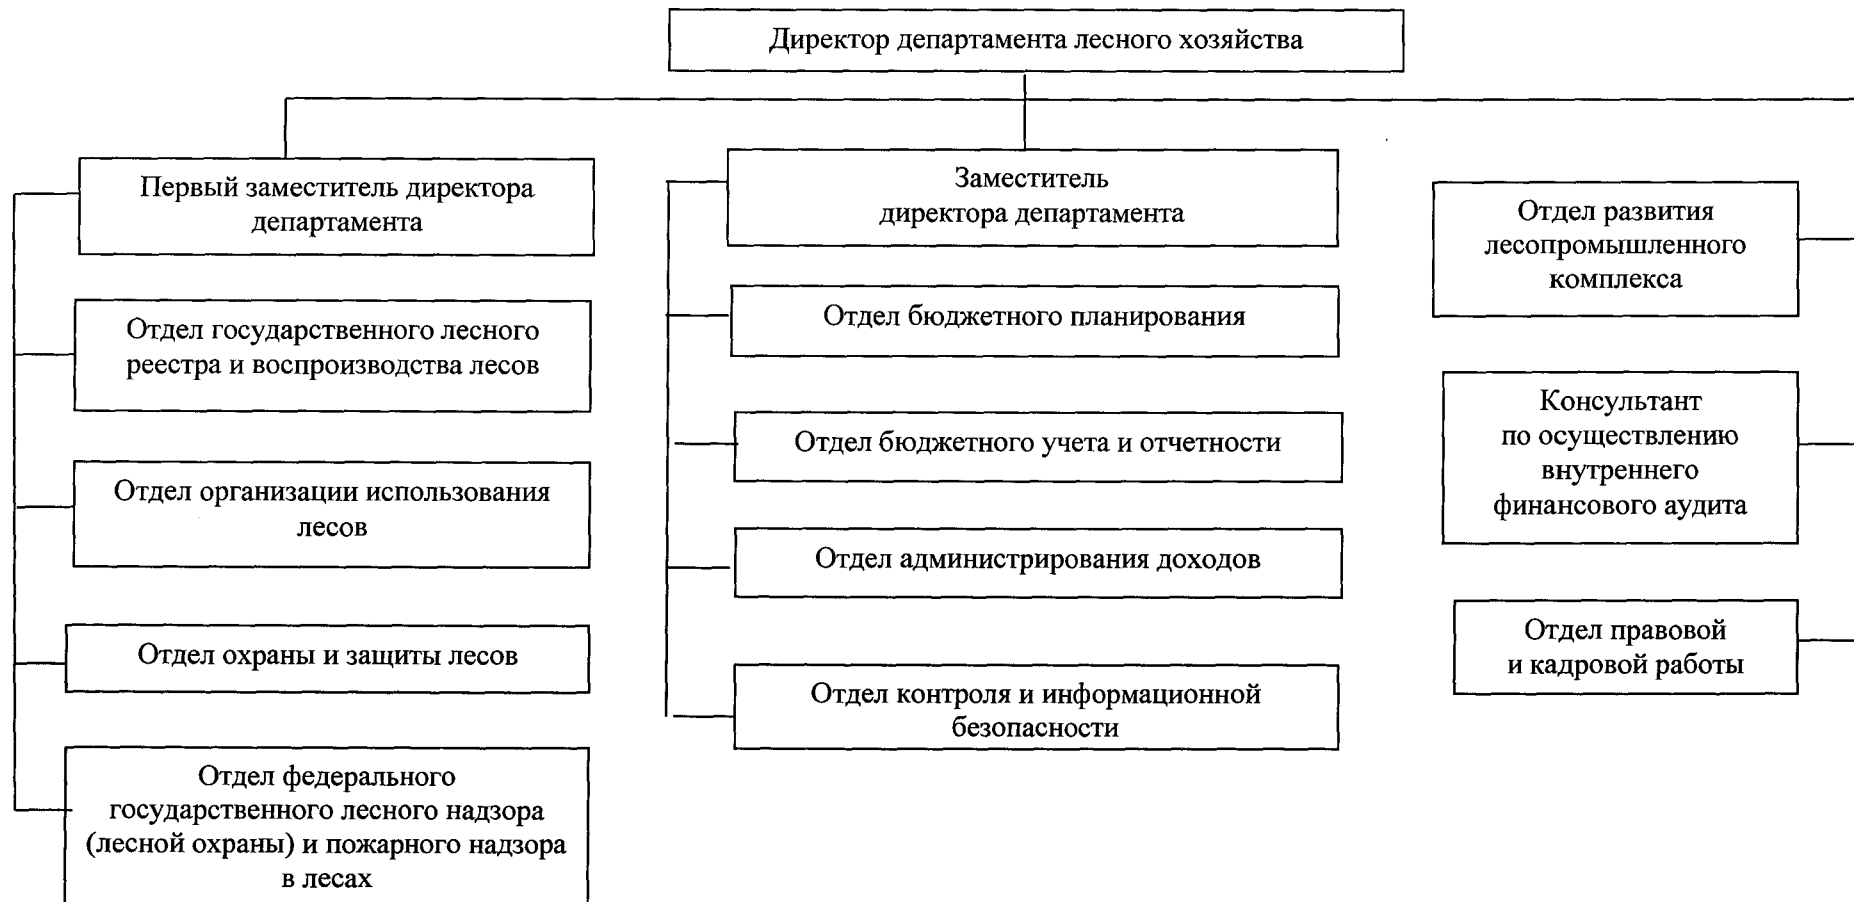 Директор департамента лесного хозяйства
Первый заместитель директора
департамента
Отдел государственного лесного
реестра и воспроизводства лесов
Отдел организации использования
лесов
Отдел охраны и защиты лесов
Отдел федерального
государственного лесного надзора
(лесной охраны) и пожарного надзора
в лесах
Заместитель
директора департамента
Отдел бюджетного планирования
Отдел бюджетного учета и отчетности
Отдел администрирования доходов
Отдел контроля и информационной
безопасности
Отдел развития
лесопромышленного
комплекса
Консультант
по осуществлению
внутреннего
финансового аудита
Отдел правовой
и кадровой работы